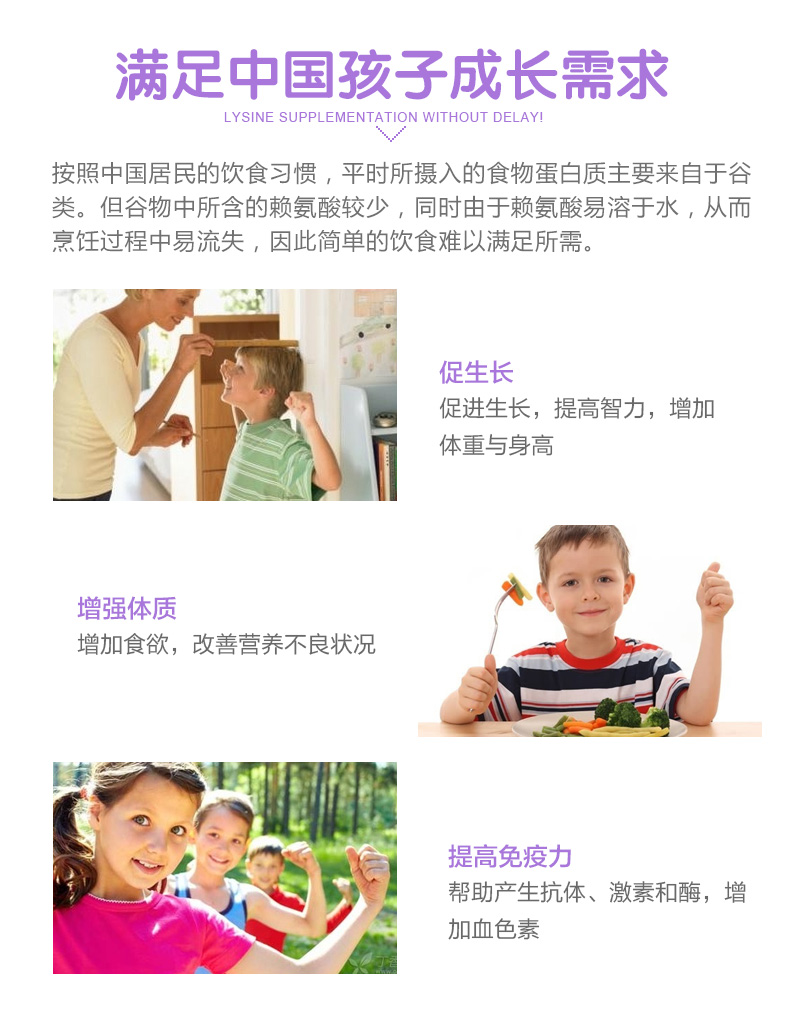 满足中国孩子成长需求
LYSINE SUPPLEMENTATION WITHOUT DELAY!
按照中国居民的饮食习惯，平时所摄入的食物蛋白质主要来自于谷
类。但谷物中所含的赖氨酸较少，同时由于赖氨酸易溶于水，从而
烹饪过程中易流失，因此简单的饮食难以满足所需。
促生长
促进生长，提高智力，增加
体重与身高
增强体质
增加食欲，改善营养不良状况
提高免疫力
帮助产生抗体、激素和酶，增
加血色素